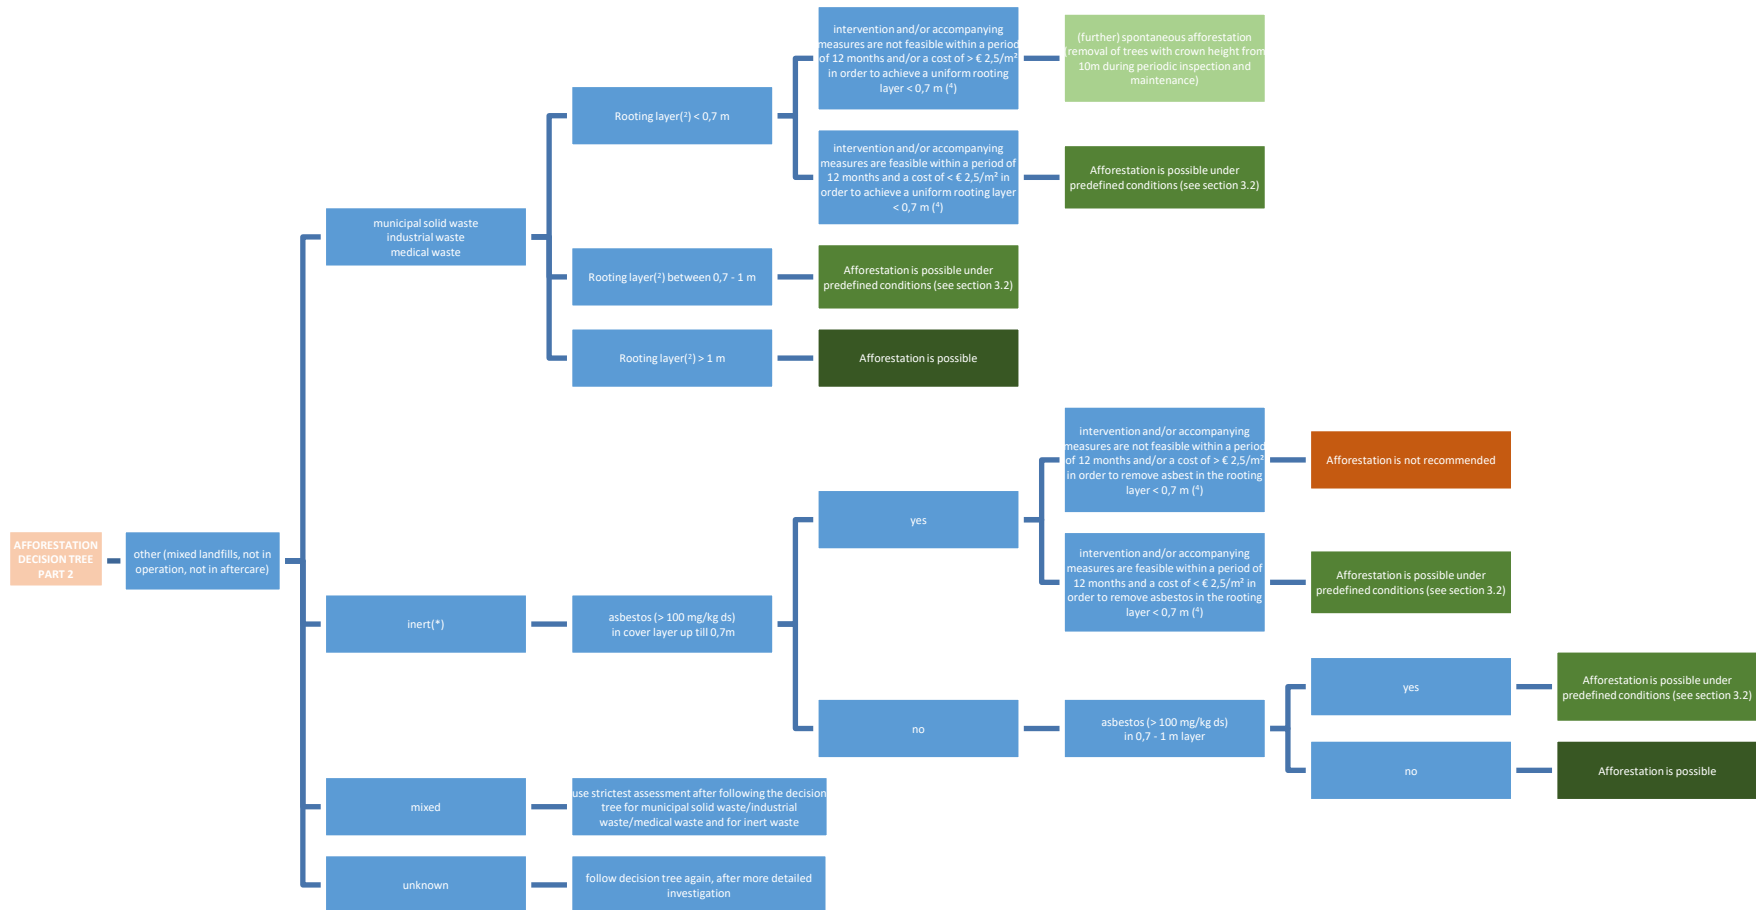 AFFORESTATION
DECISION TREE
PART 2
other (mixed landfills, not in
operation, not in aftercare)
municipal solid waste
industrial waste
medical waste
Rooting layer(²) < 0,7 m
intervention and/or accompanying
measures are not feasible within a period
of 12 months and/or a cost of > € 2,5/m²
in order to achieve a uniform rooting
layer < 0,7 m (⁴)
(further) spontaneous afforestation
(removal of trees with crown height from
10m during periodic inspection and
maintenance)
intervention and/or accompanying
measures are feasible within a period of
12 months and a cost of < € 2,5/m² in
order to achieve a uniform rooting layer
< 0,7 m (⁴)
Afforestation is possible under
predefined conditions (see section 3.2)
Rooting layer(²) between 0,7 - 1 m
Afforestation is possible under
predefined conditions (see section 3.2)
Rooting layer(²) > 1 m
Afforestation is possible
inert(*)
asbestos (> 100 mg/kg ds)
in cover layer up till 0,7m
yes
intervention and/or accompanying
measures are not feasible within a period
of 12 months and/or a cost of > € 2,5/m²
in order to remove asbest in the rooting
layer < 0,7 m (⁴)
Afforestation is not recommended
intervention and/or accompanying
measures are feasible within a period of
12 months and a cost of < € 2,5/m² in
order to remove asbestos in the rooting
layer < 0,7 m (⁴)
Afforestation is possible under
predefined conditions (see section 3.2)
no
asbestos (> 100 mg/kg ds)
in 0,7 - 1 m layer
yes
Afforestation is possible under
predefined conditions (see section 3.2)
no
Afforestation is possible
mixed
use strictest assessment after following the decision
tree for municipal solid waste/industrial
waste/medical waste and for inert waste
unknown
follow decision tree again, after more detailed
investigation